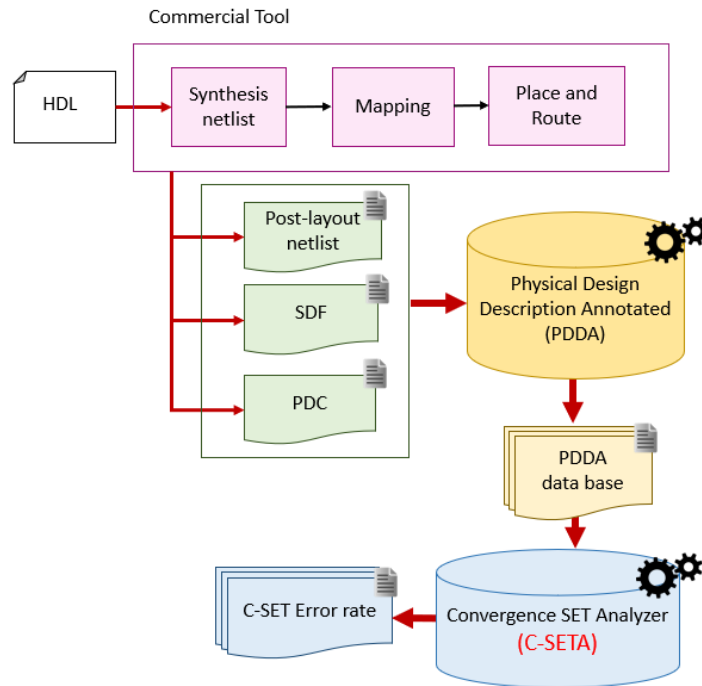 Commercial Tool
HDL
Synthesis
netlist
Mapping
Place and
Route
Post-layout
netlist
SDF
PDC
Physical Design
Description Annotated
(PDDA)
PDDA
data base
C-SET Error rate
Convergence SET Analyzer
(C-SETA)